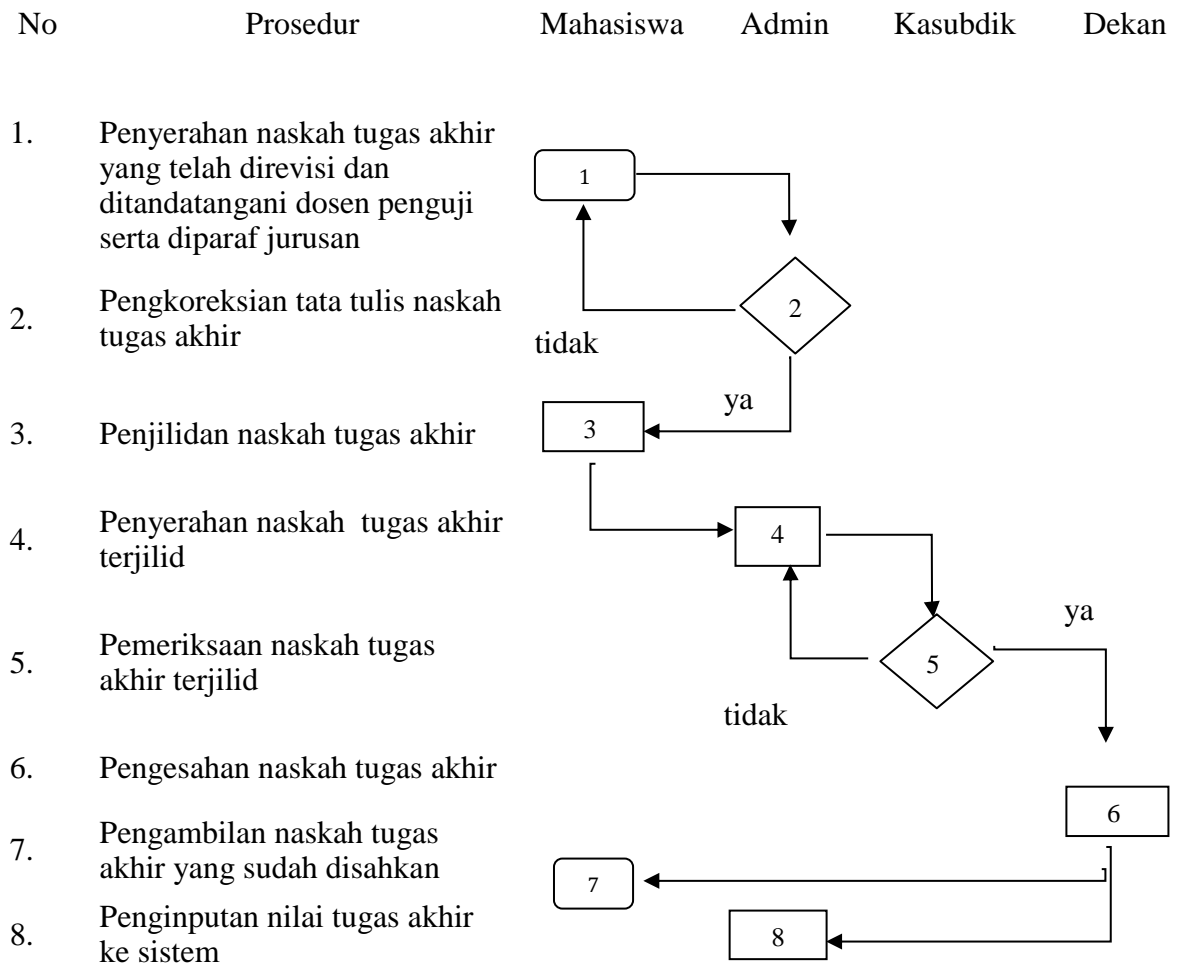 No Prosedur Mahasiswa Admin Kasubdik Dekan
1. Penyerahan naskah tugas akhir
yang telah direvisi dan
ditandatangani dosen penguji
serta diparaf jurusan
1
2. Pengkoreksian tata tulis naskah
tugas akhir
2
tidak
ya
3. Penjilidan naskah tugas akhir
3
4. Penyerahan naskah tugas akhir
terjilid
4
5. Pemeriksaan naskah tugas
akhir terjilid
5
ya
tidak
6. Pengesahan naskah tugas akhir
6
7. Pengambilan naskah tugas
akhir yang sudah disahkan
7
8. Penginputan nilai tugas akhir
ke sistem
8